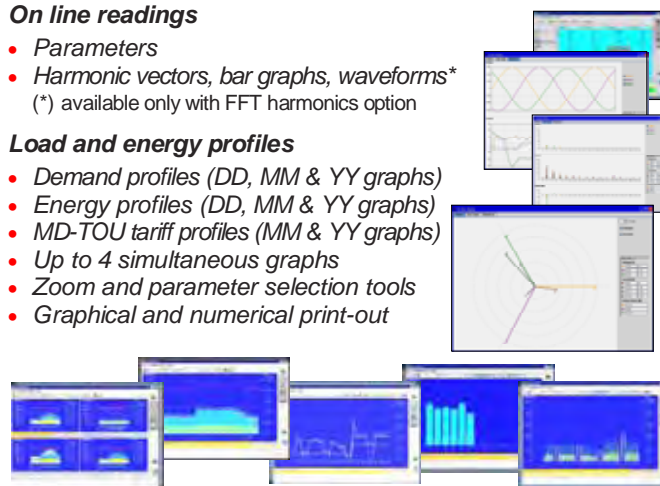 On line readings
• Parameters
• Harmonic vectors, bar graphs, waveforms*
(*) available only with FFT harmonics option
Load and energy profiles
• Demand profiles (DD, MM & YY graphs)
• Energy profiles (DD, MM & YY graphs)
• MD-TOU tariff profiles (MM & YY graphs)
• Up to 4 simultaneous graphs
• Zoom and parameter selection tools
• Graphical and numerical print-out